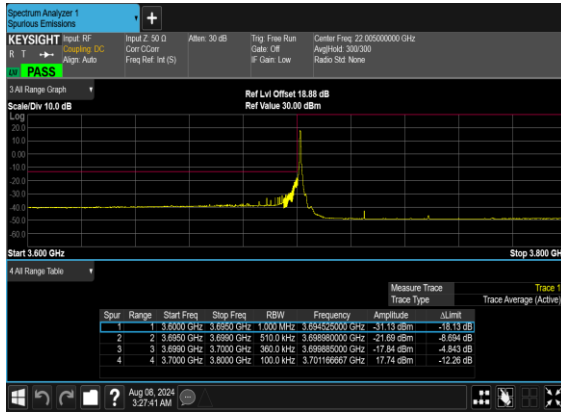 Spectrum Analyzer 1
Spurious Emissions
KEYSIGHT
Input: RF
Coupling: DC
Align: Auto
R T
LXI
PASS
Input Z: 50 Ω
Corr CCorr
Freq Ref: Int (S)
Atten: 30 dB
Trig: Free Run
Gate: Off
IF Gain: Low
Center Freq: 22.005000000 GHz
Avg|Hold: 300/300
Radio Std: None
3 All Range Graph
Scale/Div 10.0 dB
Ref Lvl Offset 18.88 dB
Ref Value 30.00 dBm
Log
20.0
10.0
0.00
-10.0
-20.0
-30.0
-40.0
-50.0
-60.0
Start 3.600 GHz
Stop 3.800 GHz
4 All Range Table
Measure Trace Trace 1
Trace Type Trace Average (Active)
Spur Range Start Freq Stop Freq RBW Frequency Amplitude ΔLimit
1 1 3.6000 GHz 3.6950 GHz 1.000 MHz 3.694525000 GHz -31.13 dBm -18.13 dB
2 2 3.6950 GHz 3.6990 GHz 510.0 kHz 3.698980000 GHz -21.69 dBm -8.694 dB
3 3 3.6990 GHz 3.7000 GHz 360.0 kHz 3.699885000 GHz -17.84 dBm -4.843 dB
4 4 3.7000 GHz 3.8000 GHz 100.0 kHz 3.701166667 GHz 17.74 dBm -12.26 dB
Aug 08, 2024
3:27:41 AM